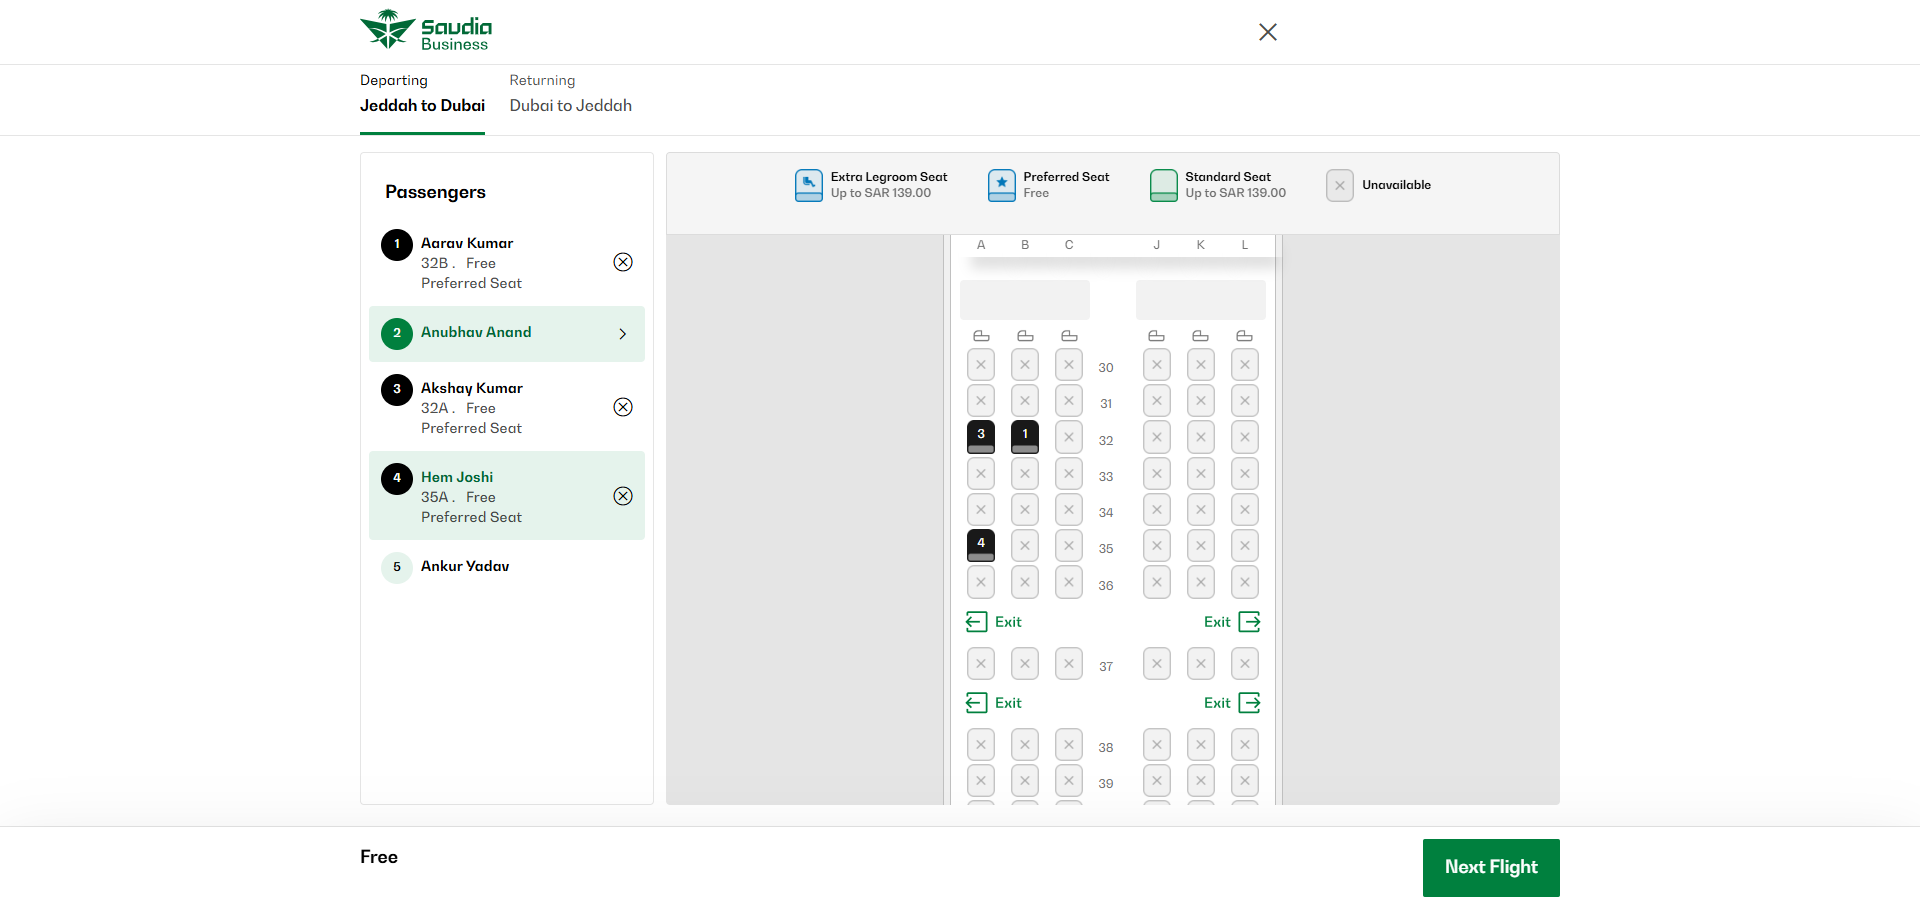 Saudia
Business
Departing
Jeddah to Dubai
Returning
Dubai to Jeddah
Passengers
1
Aarav Kumar
32B . Free
Preferred Seat
2
Anubhav Anand
3
Akshay Kumar
32A . Free
Preferred Seat
4
Hem Joshi
35A . Free
Preferred Seat
5
Ankur Yadav
Extra Legroom Seat
Up to SAR 139.00
Preferred Seat
Free
Standard Seat
Up to SAR 139.00
Unavailable
A B C J K L
30
31
3 1 32
33
34
4 35
36
Exit Exit
37
Exit Exit
38
39
Free
Next Flight